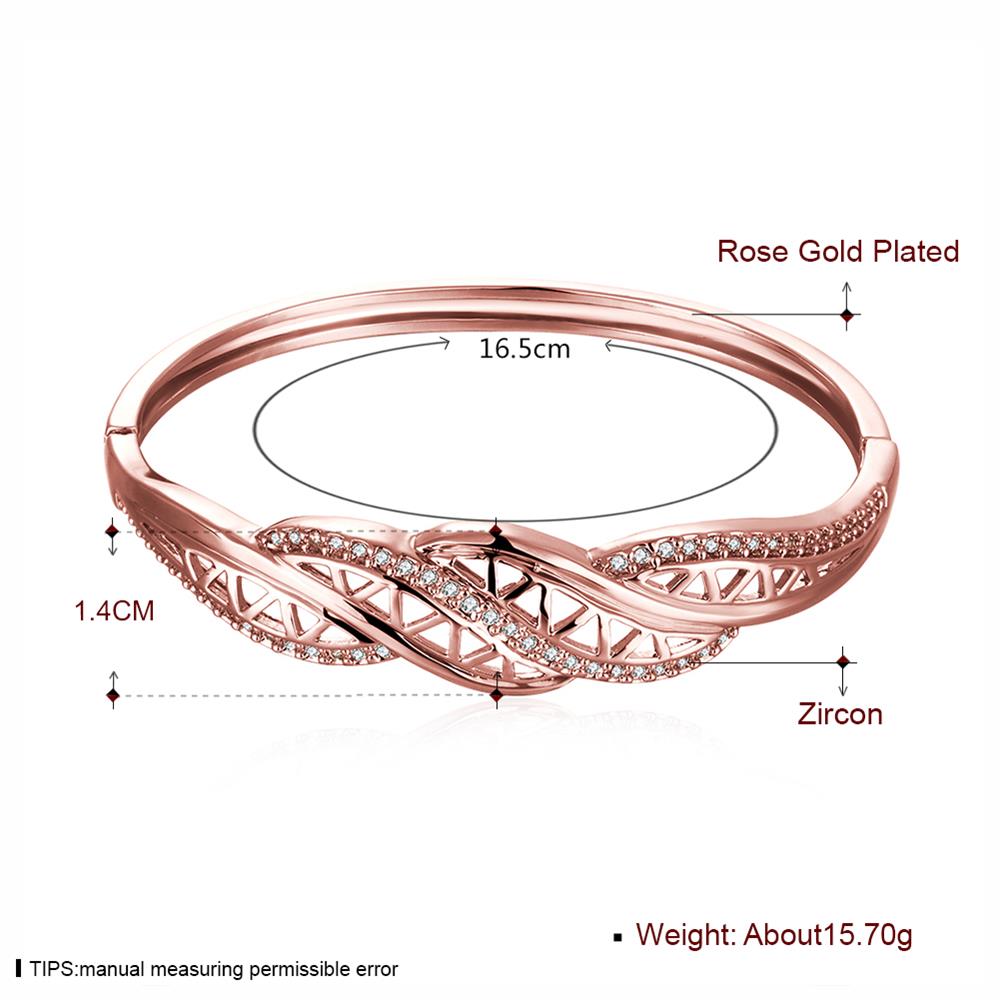 Rose Gold Plated
16.5cm
1.4CM
Zircon
Weight: About15.70g
TIPS:manual measuring permissible error